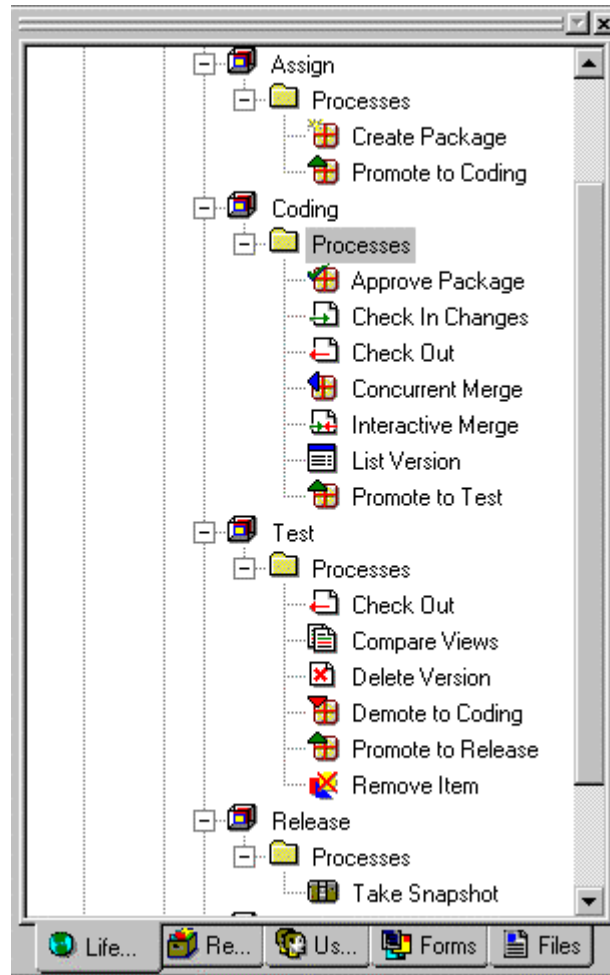 Assign
Processes
Create Package
Promote to Coding
Coding
Processes
Approve Package
Check In Changes
Check Out
Concurrent Merge
Interactive Merge
List Version
Promote to Test
Test
Processes
Check Out
Compare Views
Delete Version
Demote to Coding
Promote to Release
Remove Item
Release
Processes
Take Snapshot
Life... Re... Us... Forms Files